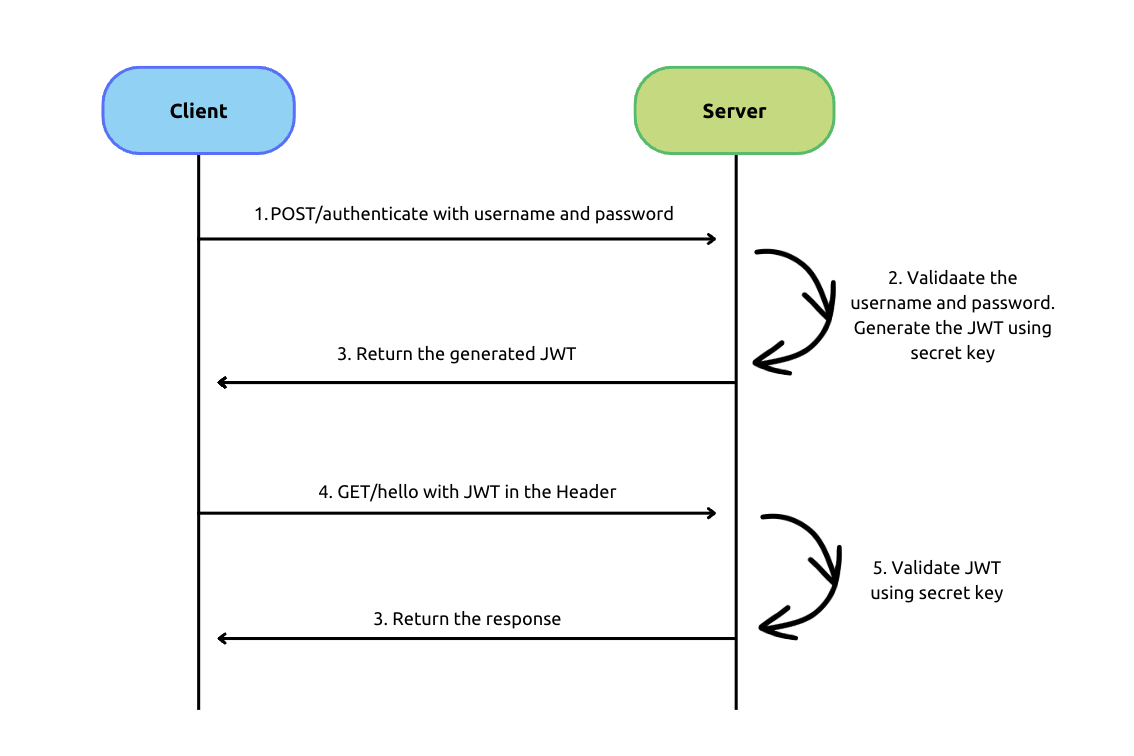 Client
Server
1.POST/authenticate with username and password
2. Validaate the
username and password.
Generate the JWT using
secret key
3. Return the generated JWT
4. GET/hello with JWT in the Header
5. Validate JWT
using secret key
3. Return the response